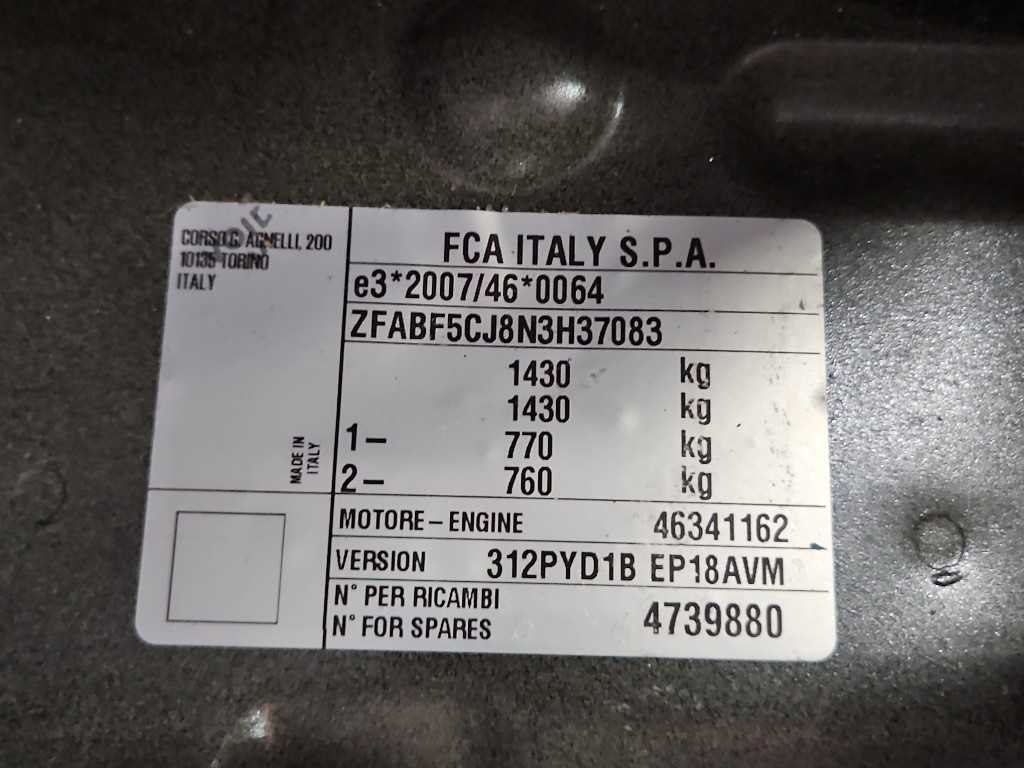 CORSO G. AGNELLI, 200
10135 TORINO
ITALY
MADE IN
ITALY
FCA ITALY S.P.A.
e3*2007/46*0064
ZFABF5CJ8N3H37083
1430 kg
1430 kg
1– 770 kg
2– 760 kg
MOTORE – ENGINE 46341162
VERSION 312PYD1B EP18AVM
N° PER RICAMBI
N° FOR SPARES 4739880